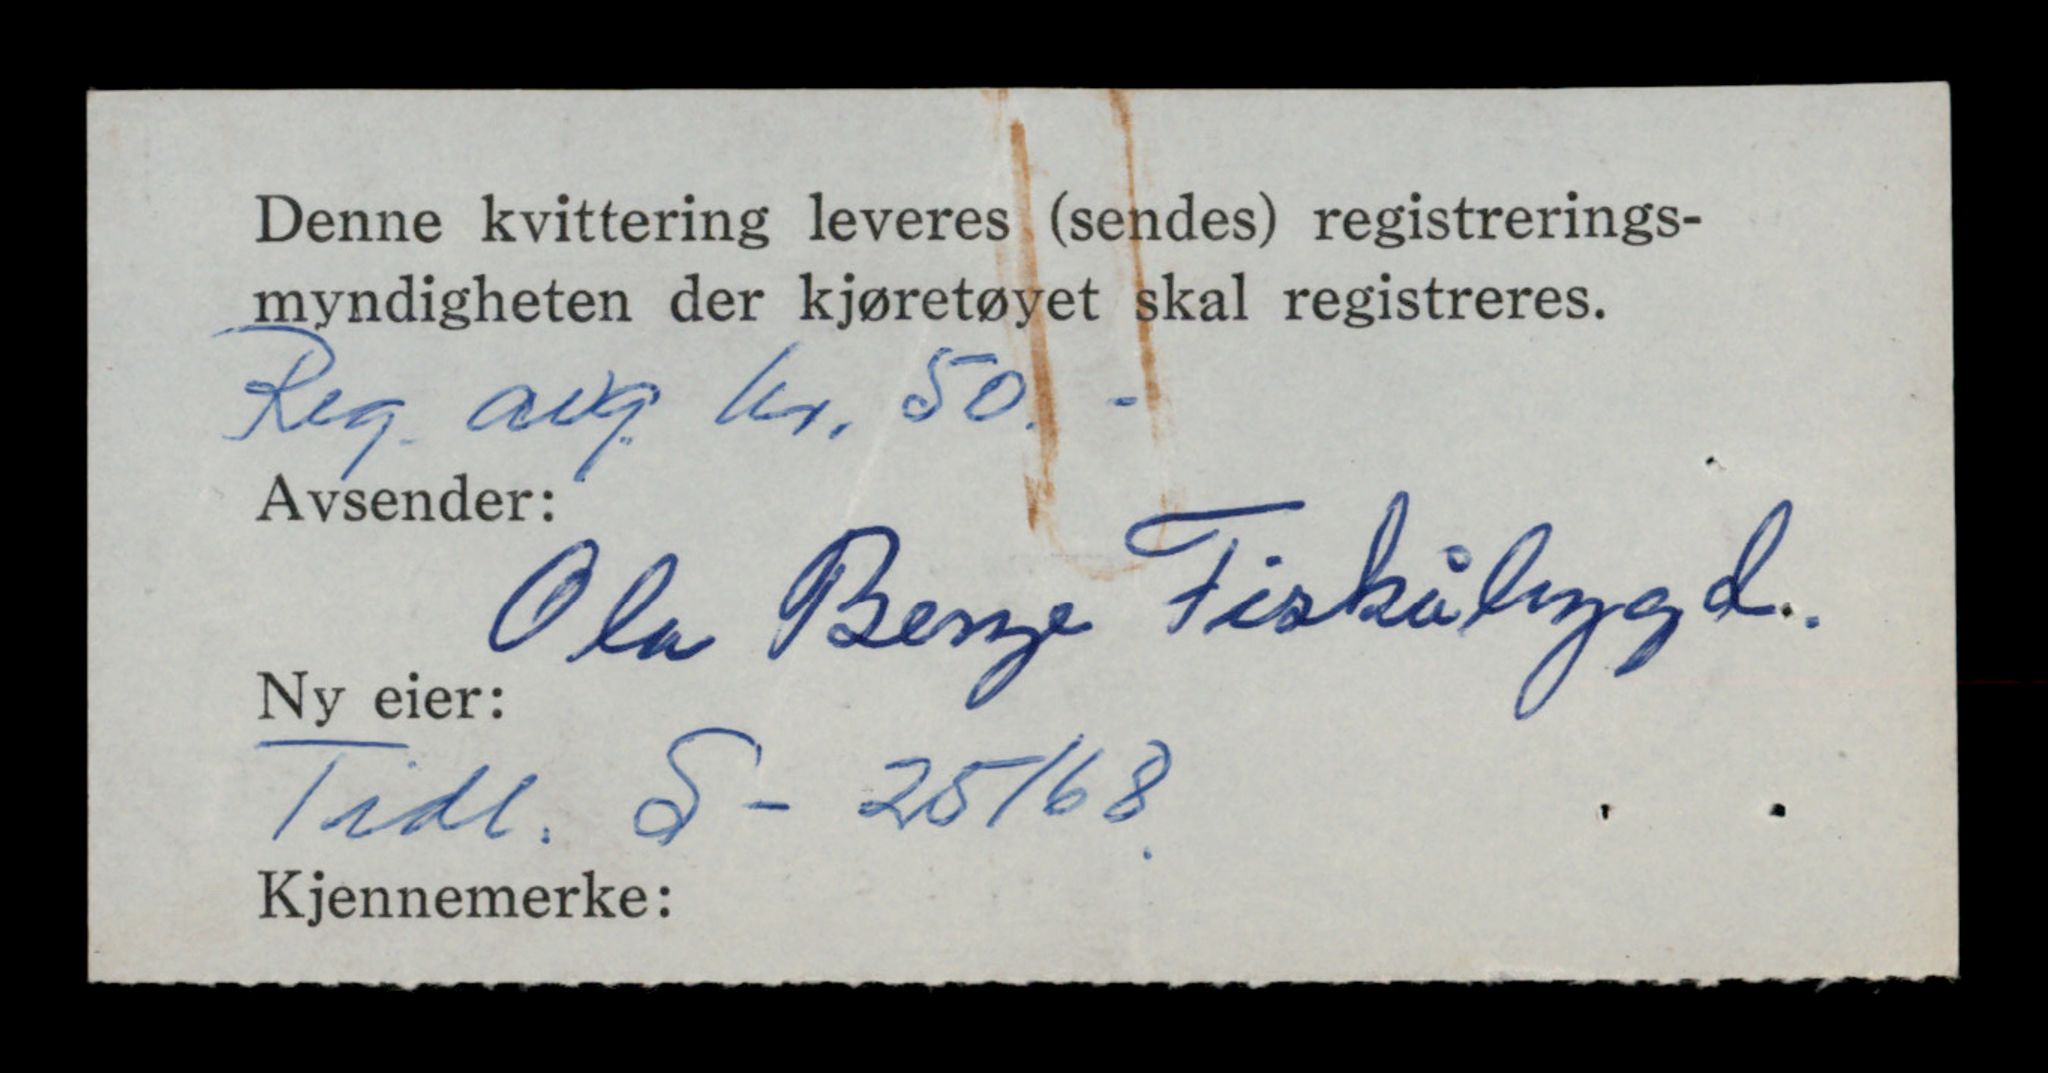 Denne kvittering leveres (sendes) registrerings-
myndigheten der kjøretøyet skal registreres.
Reg. avg. kr. 50. -
Avsender:
Ola Berge Fiskåbygd.
Ny eier:
Tidl. S - 25168.
Kjennemerke: